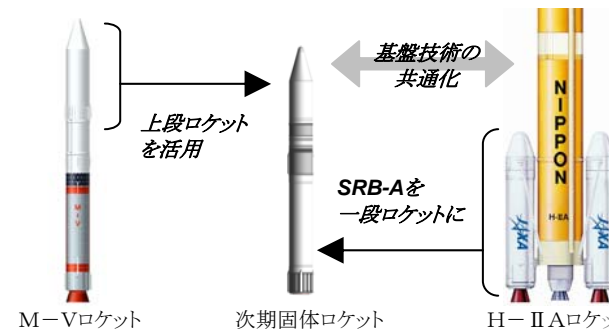 基盤技術の
共通化
上段ロケット
を活用
SRB-Aを
一段ロケットに
M-V
NIPPON
H-IIA
JAXA
M-Vロケット
次期固体ロケット
H-ⅡAロケッ